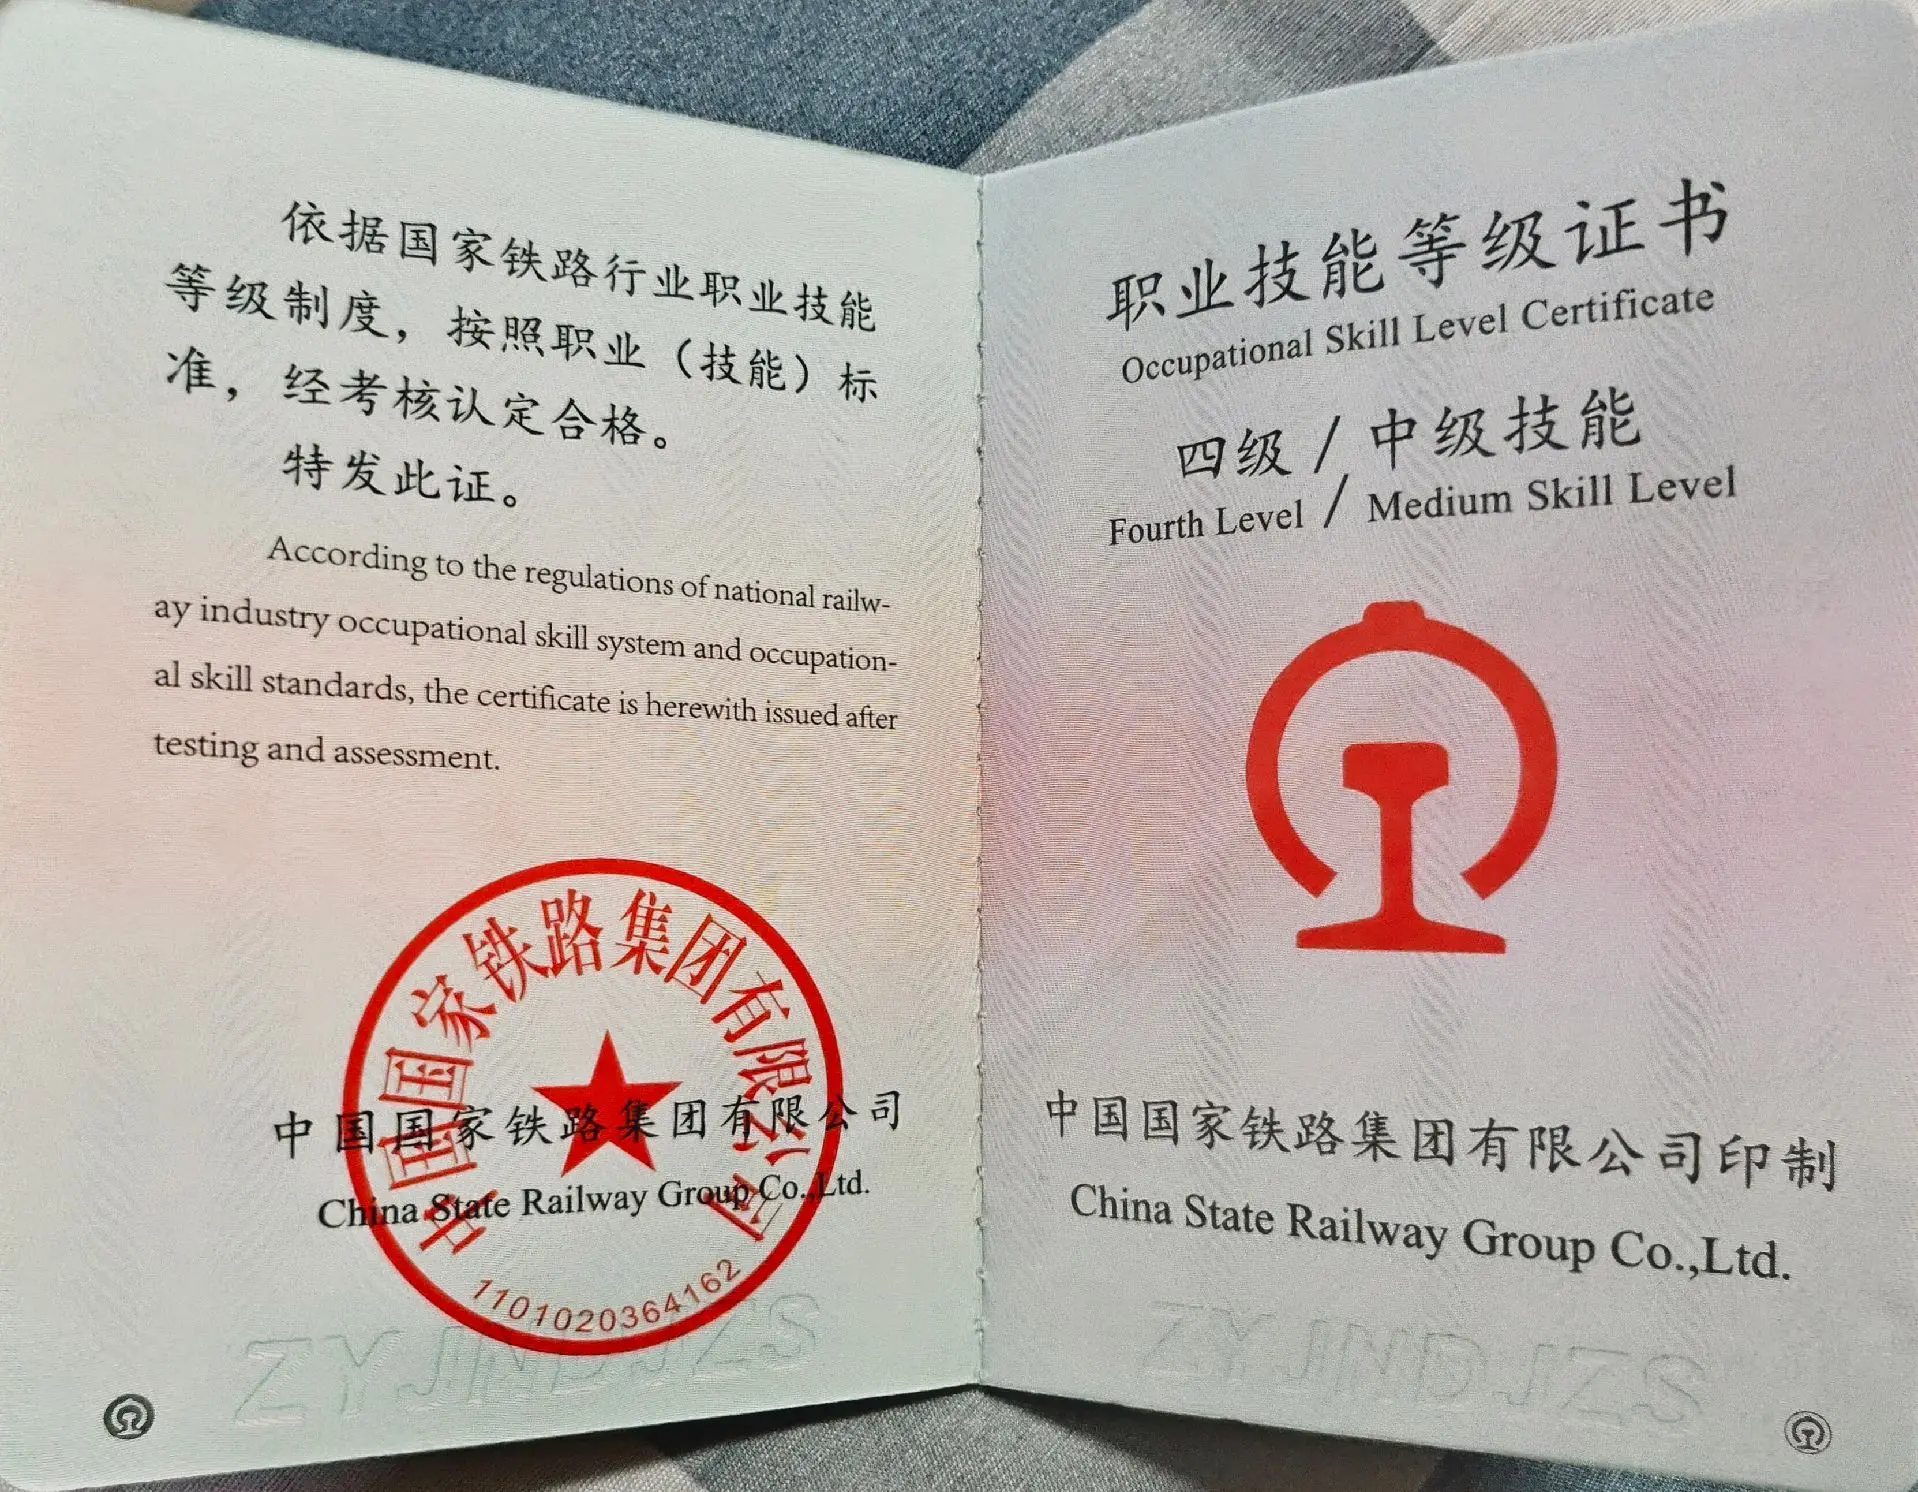 依据国家铁路行业职业技能
等级制度，按照职业（技能）标
准，经考核认定合格。
特发此证。
According to the regulations of national railw-
ay industry occupational skill system and occupation-
al skill standards, the certificate is herewith issued after
testing and assessment.
中国国家铁路集团有限公司
中国国家铁路集团有限公司
China State Railway Group Co.,Ltd.
1101020364162
ZYJNDJZS
职业技能等级证书
Occupational Skill Level Certificate
四级 / 中级技能
Fourth Level / Medium Skill Level
中国国家铁路集团有限公司印制
China State Railway Group Co.,Ltd.
ZYJNDJZS